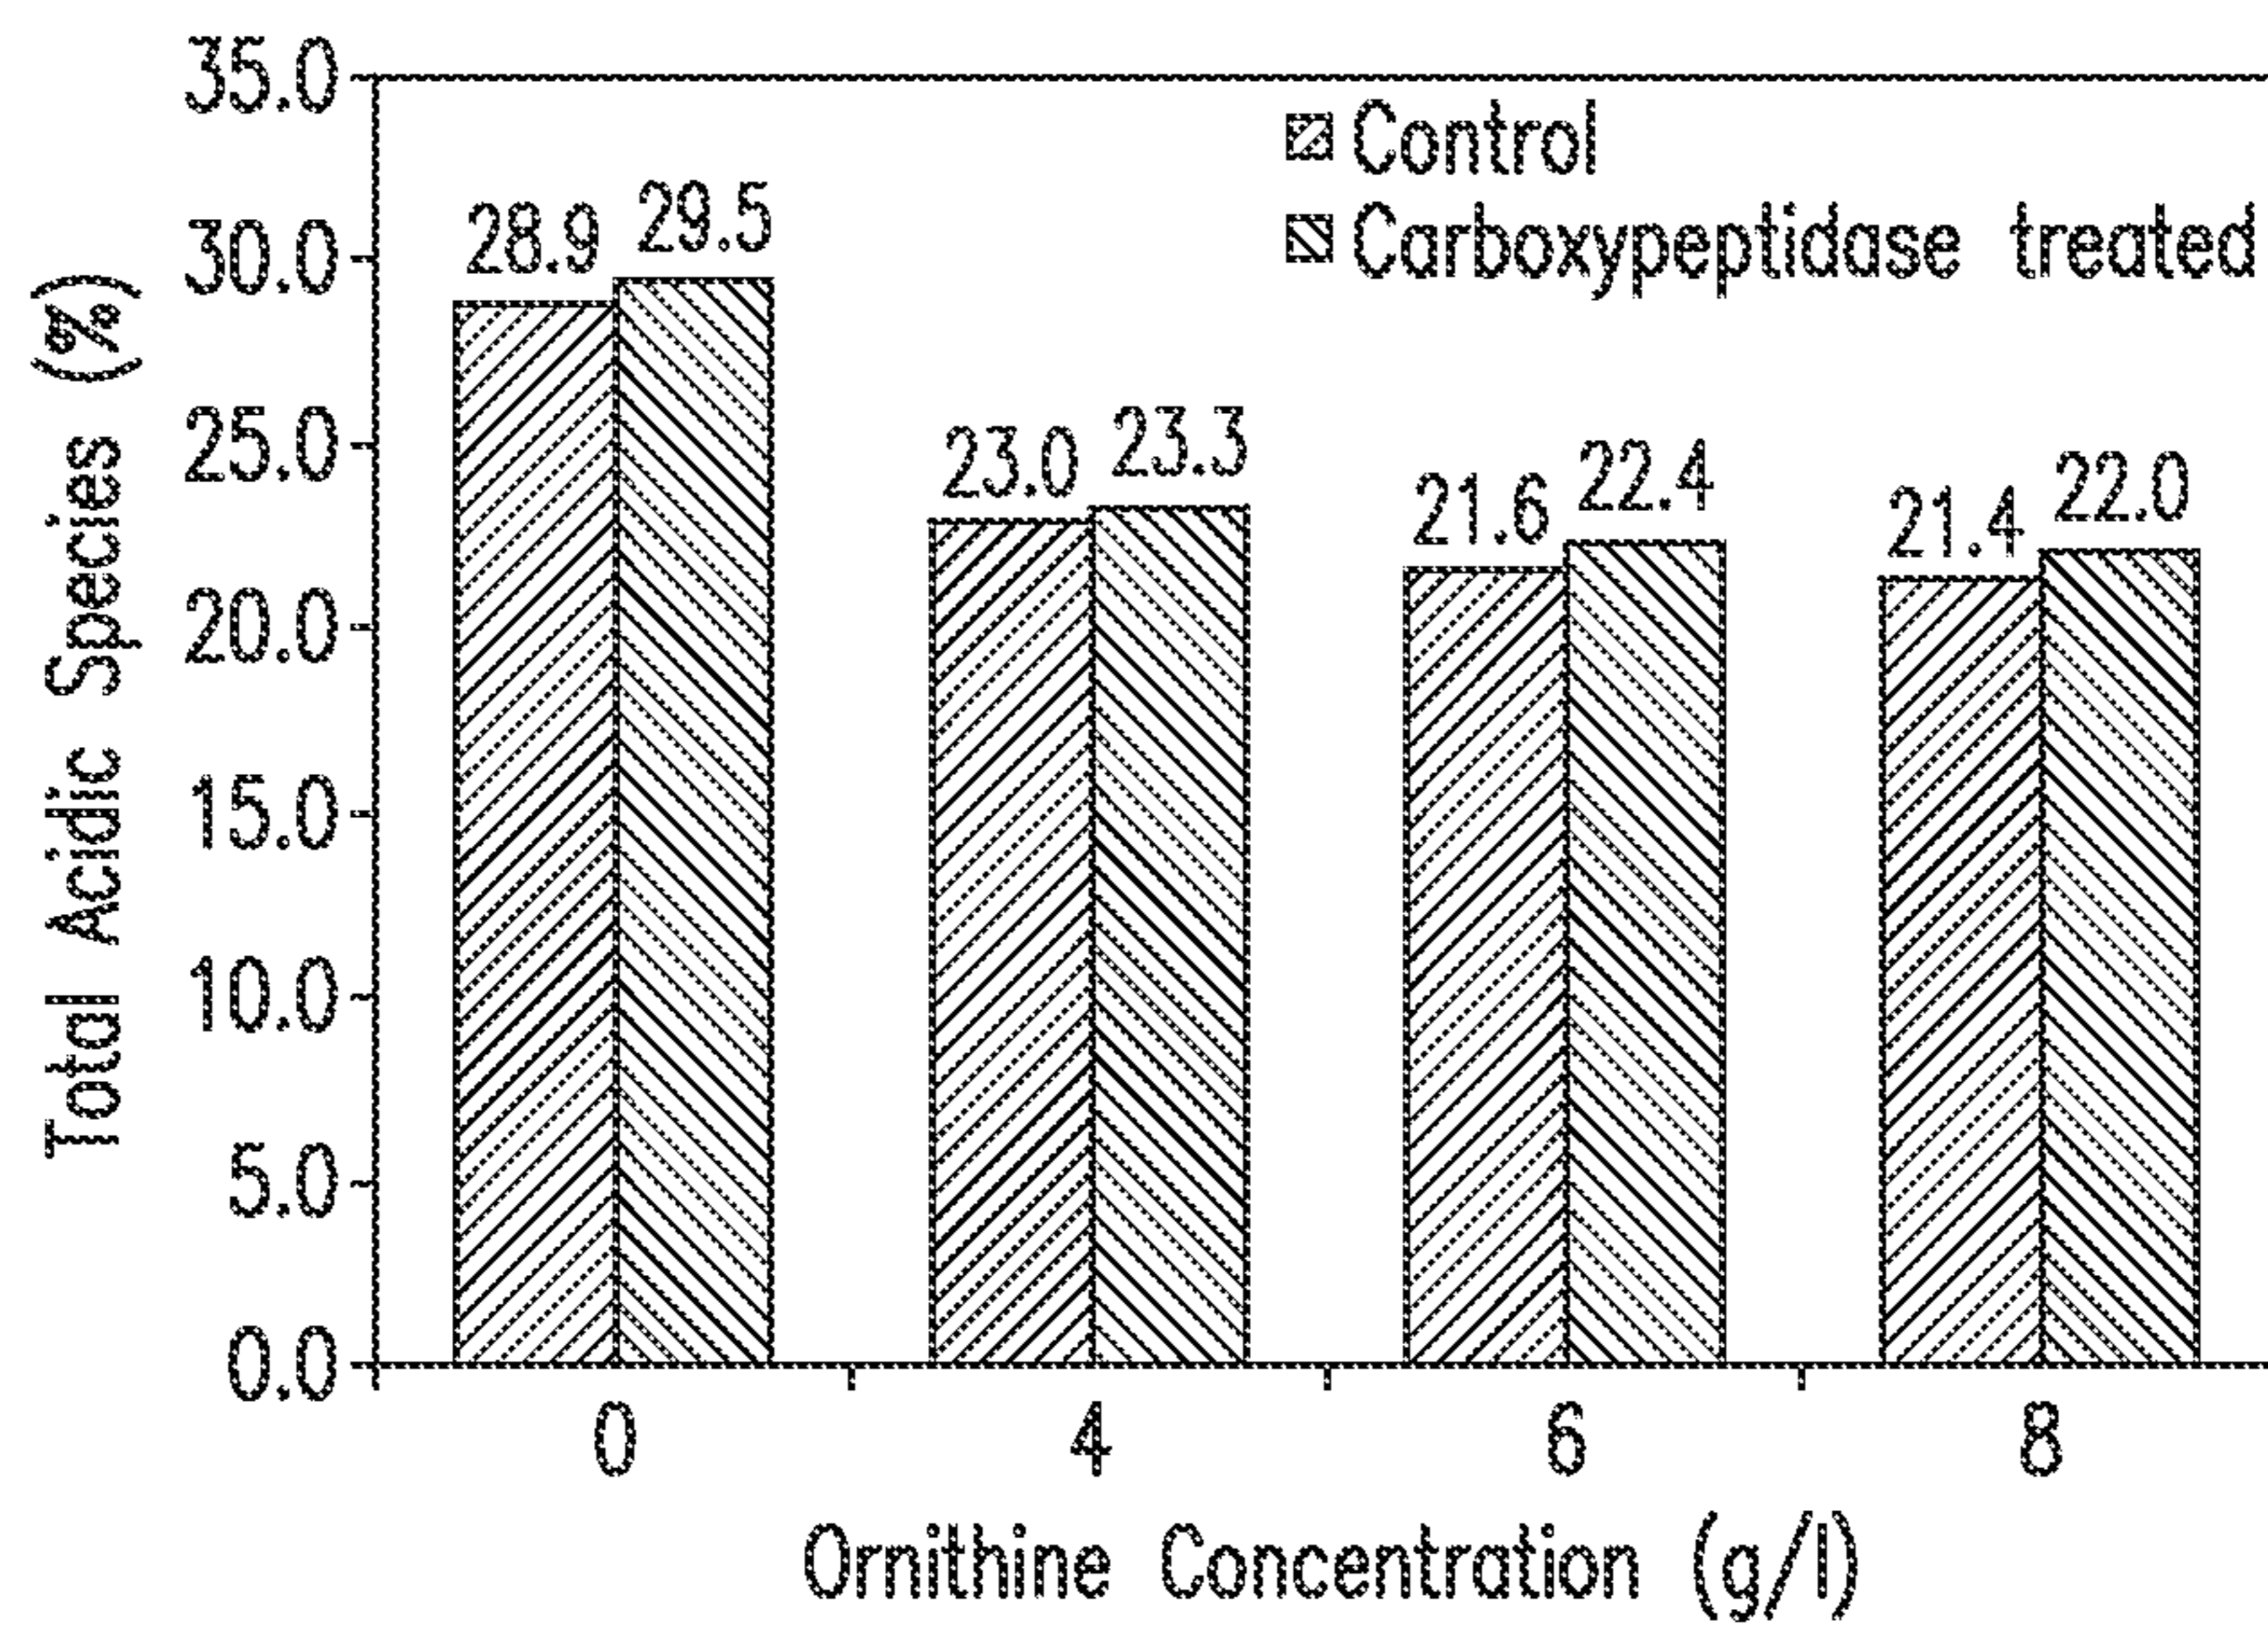 Total Acidic Species (%)
35.0
30.0
25.0
20.0
15.0
10.0
5.0
0.0
Control
Carboxypeptidase treated
28.9 29.5
23.0 23.3
21.6 22.4
21.4 22.0
0 4 6 8
Ornithine Concentration (g/l)